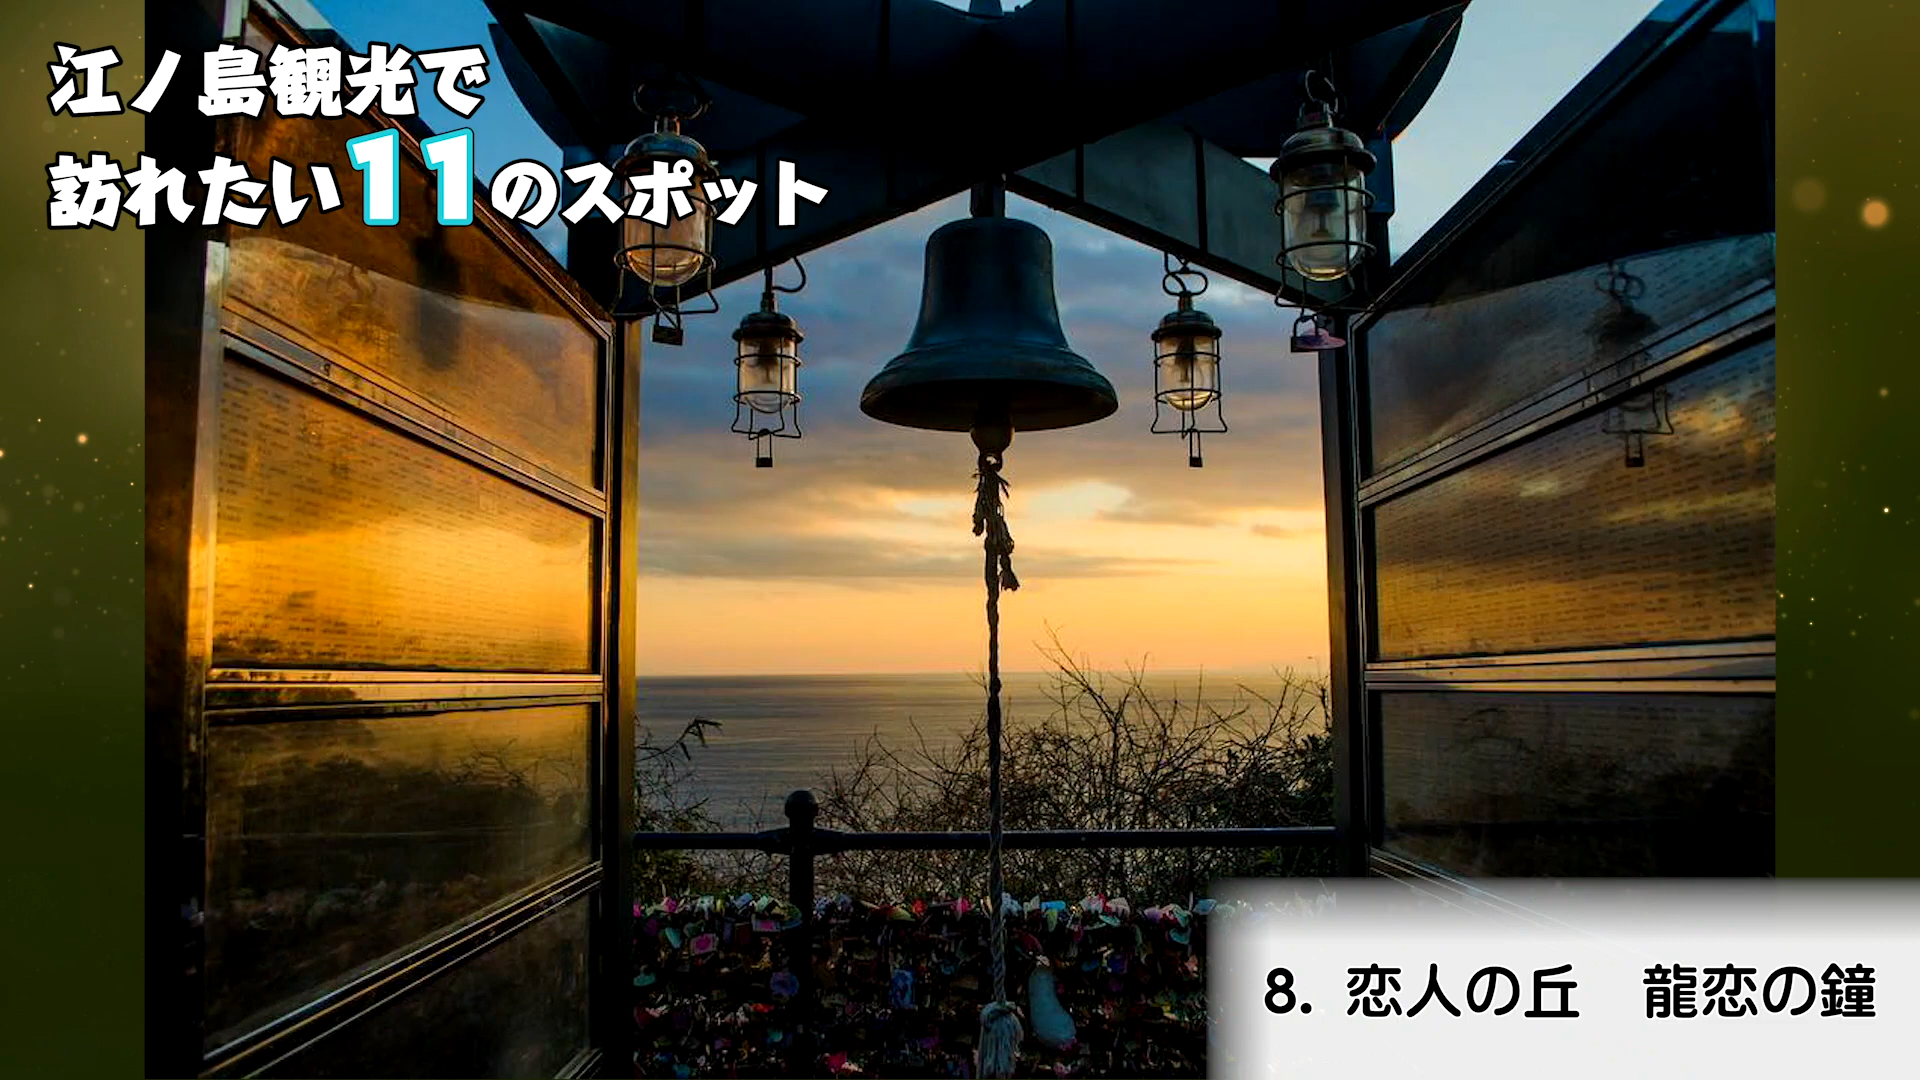 江ノ島観光で
訪れたい11のスポット
8. 恋人の丘　龍恋の鐘